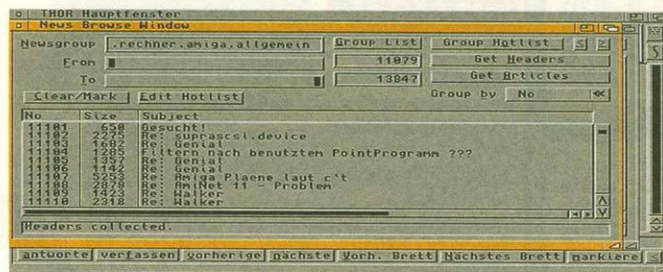 THOR Hauptfenster
News Browse Window
Newsgroup .rechner.amiga.allgemein Group List Group Hotlist < >
From 11079 Get Headers
To 13847 Get Articles
Clear/Mark Edit Hotlist Group by No
No Size Subject
11101 650 Gesucht!
11102 2275 Re: suprascsi.device
11103 1682 Re: Genial
11104 1285 Filtern nach benutztem PointProgramm ???
11105 1357 Re: Genial
11106 1142 Re: Genial
11107 5253 Re: Amiga Plaene laut c't
11108 2878 Re: AmiNet 11 - Problem
11109 1423 Re: Walker
11110 2318 Re: Walker
Headers collected.
antworte verfassen vorherige nächste Vorh. Brett Nächstes Brett markiere